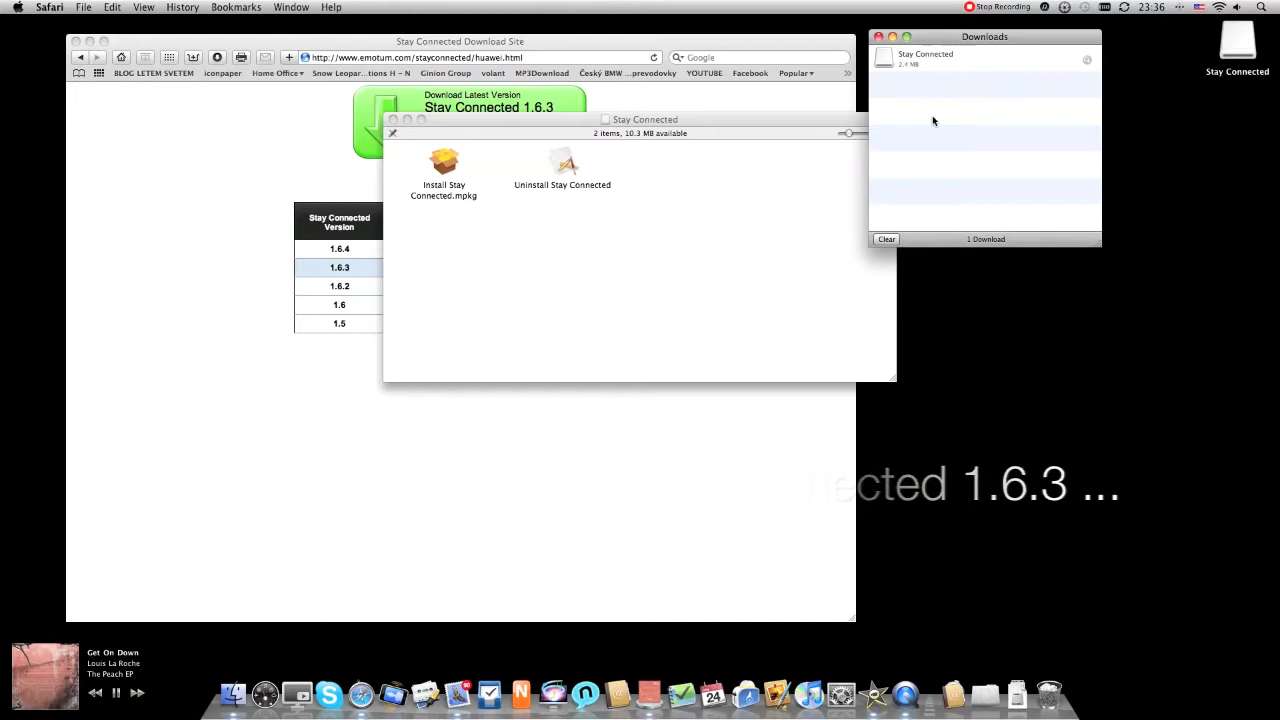 Safari File Edit View History Bookmarks Window Help
Stop Recording 23:36
Stay Connected Download Site
http://www.emotum.com/stayconnected/huawei.html
Google
BLOG LETEM SVETEM iconpaper Home Office Snow Leopar...tions H - N Ginion Group volant MP3Download Český BMW ...prevodovky YOUTUBE Facebook Popular
Download Latest Version
Stay Connected 1.6.3
Stay Connected
2 items, 10.3 MB available
Install Stay
Connected.mpkg
Uninstall Stay Connected
Stay Connected
Version
1.6.4
1.6.3
1.6.2
1.6
1.5
Downloads
Stay Connected
2.4 MB
Clear
1 Download
Stay Connected
nected 1.6.3 ...
Get On Down
Louis La Roche
The Peach EP
90
24